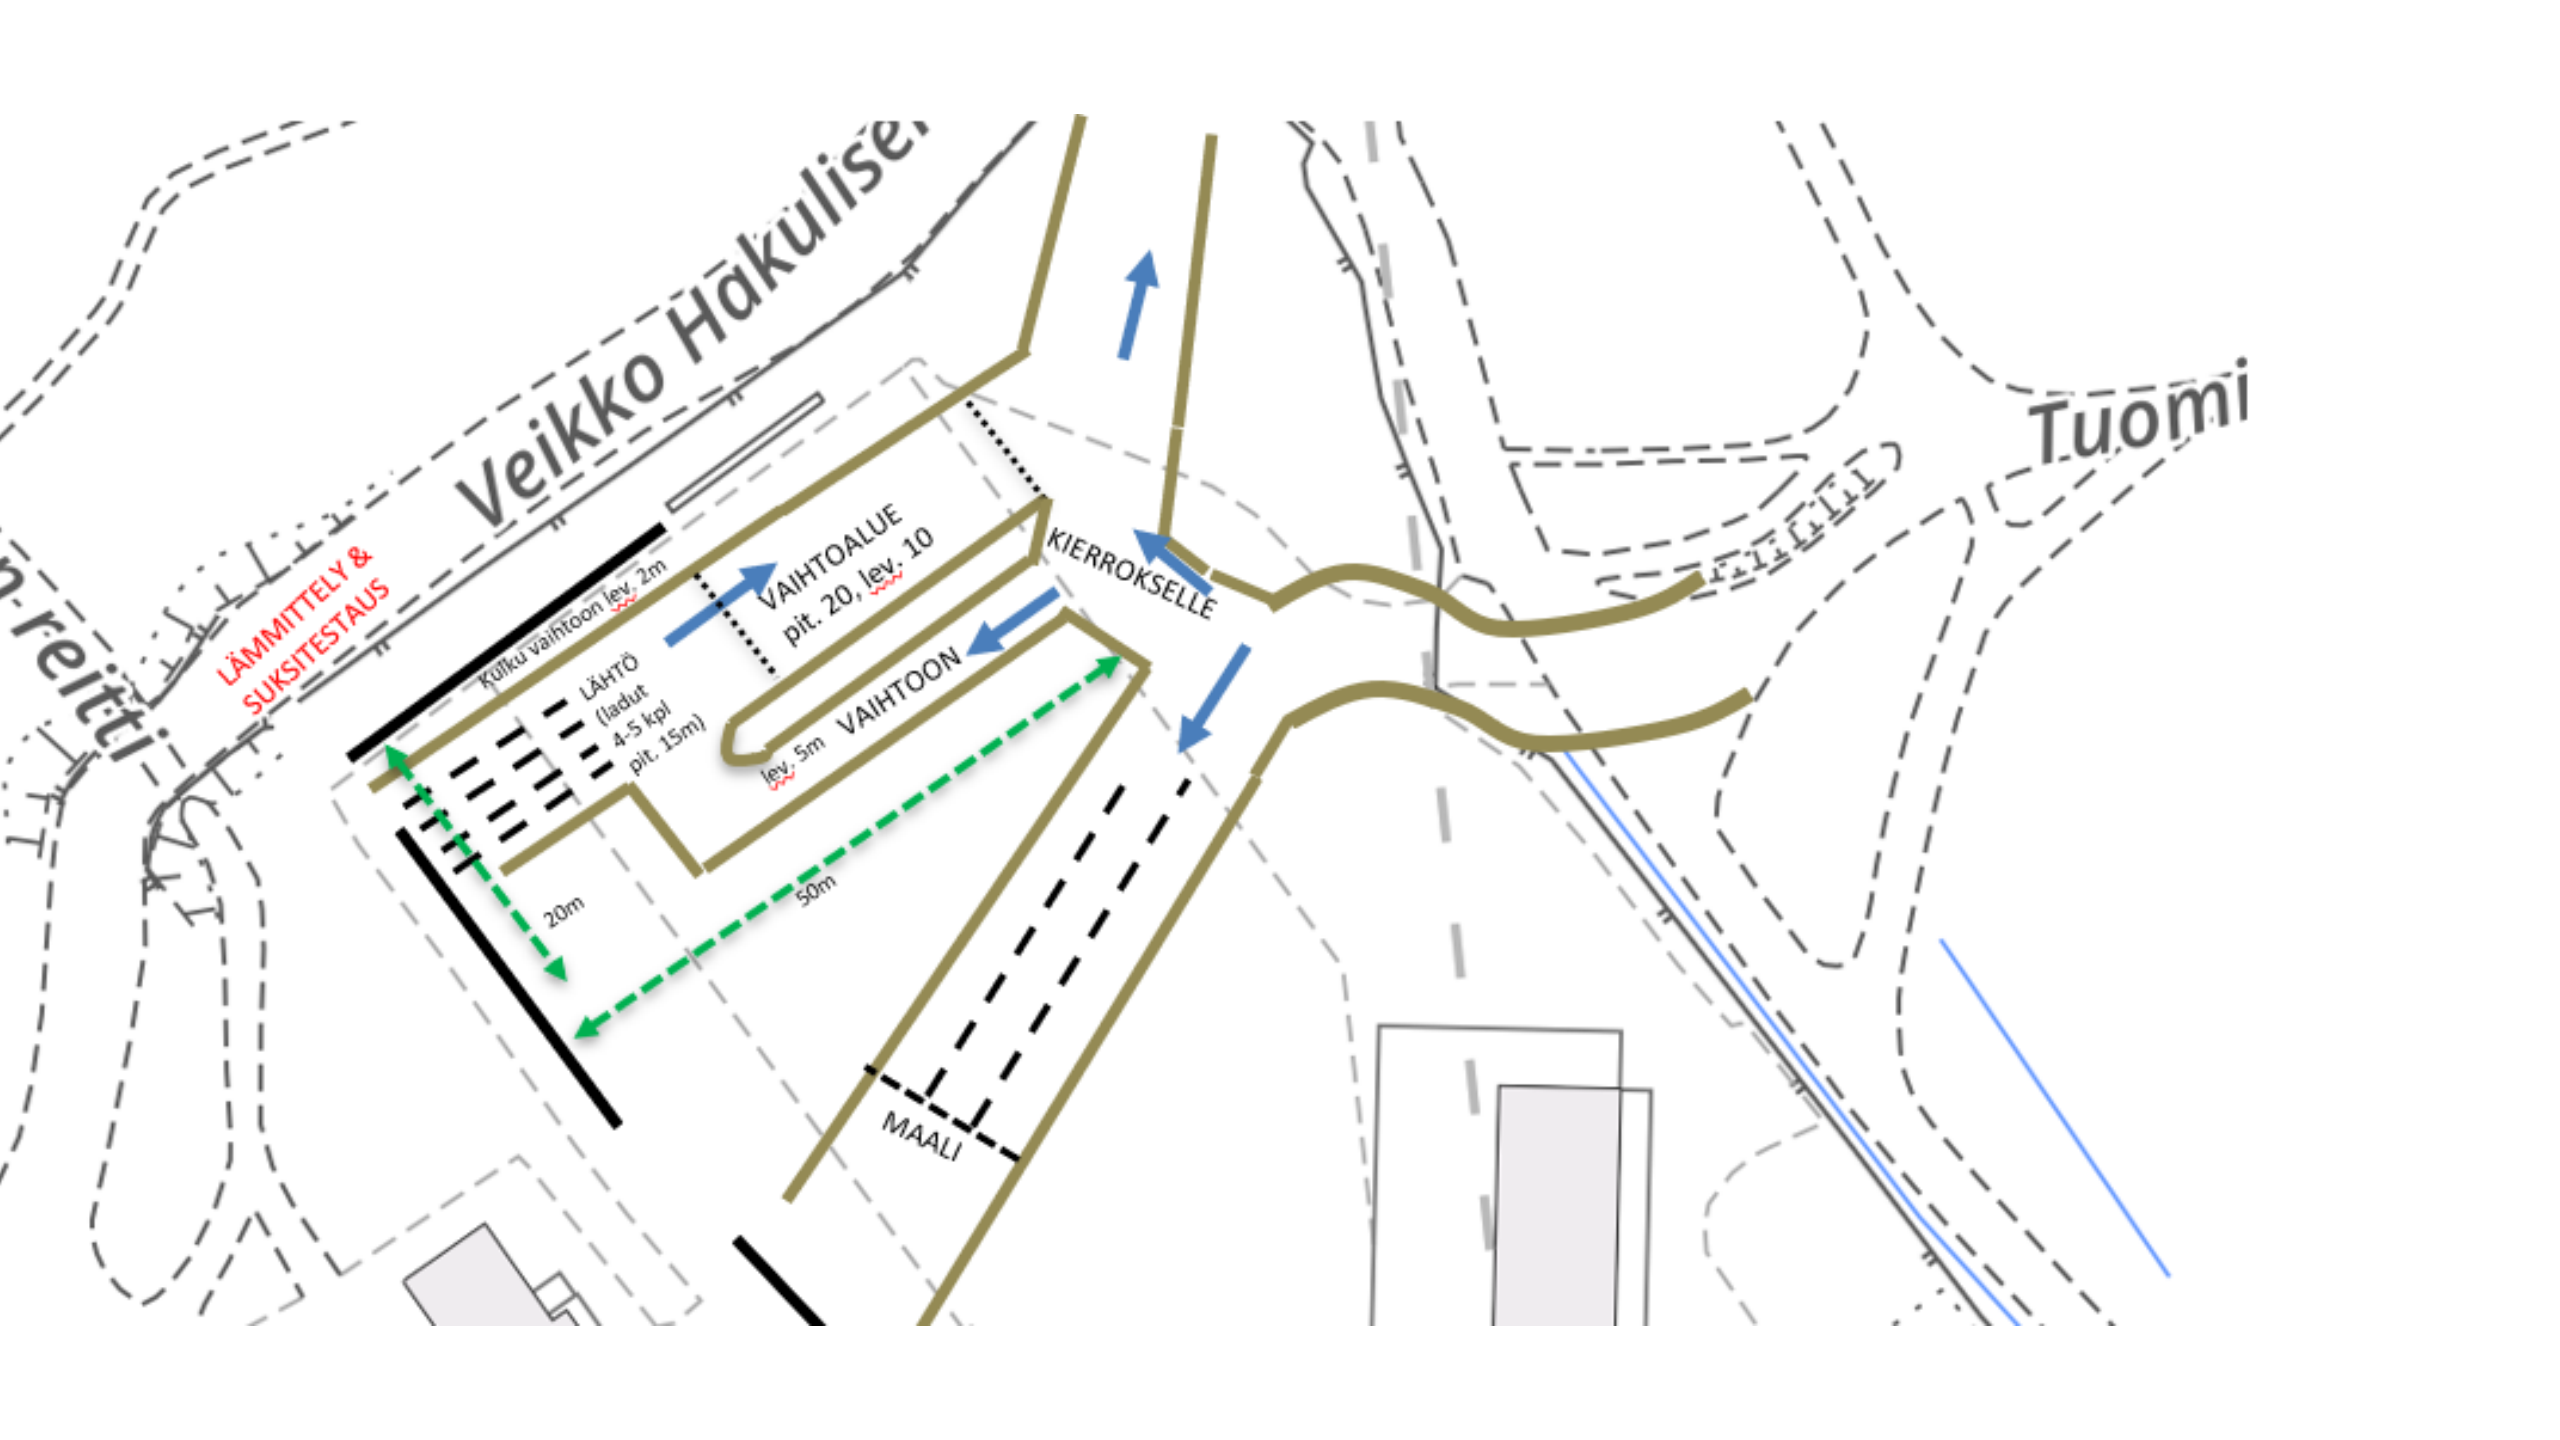 Veikko Hakulisen
Tuomi
n-reitti
LÄMMITTELY &
SUKSITESTAUS
Kulku vaihtoon lev. 2m
VAIHTOALUE
pit. 20, lev. 10
KIERROKSELLE
LÄHTÖ
(ladut
4-5 kpl
pit. 15m)
VAIHTOON
lev. 5m
20m
50m
MAALI